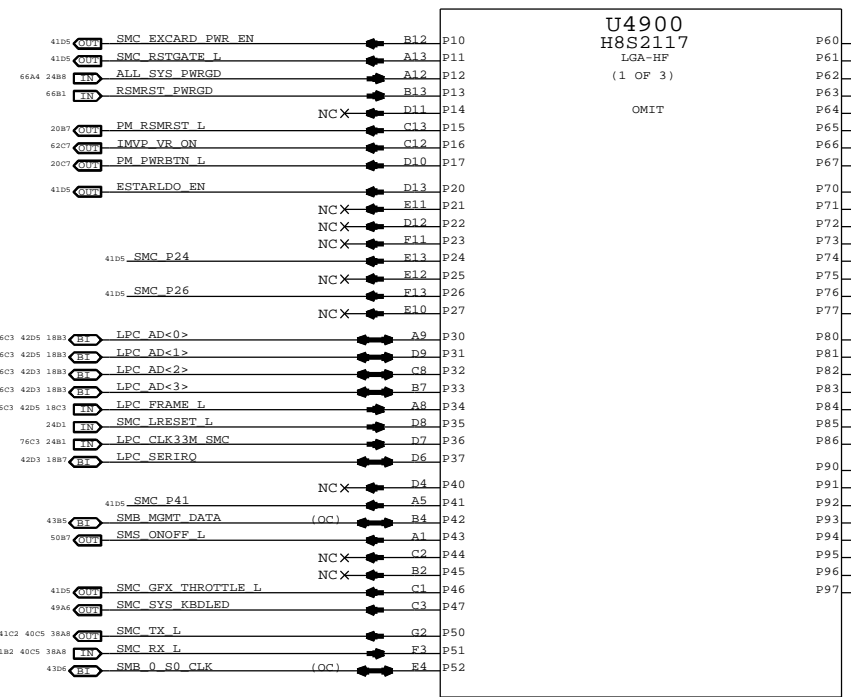 U4900
H8S2117
LGA-HF
(1 OF 3)
OMIT
41D5 OUT SMC_EXCARD_PWR_EN B12 P10 P60
41D5 OUT SMC_RSTGATE_L A13 P11 P61
66A4 24B8 IN ALL_SYS_PWRGD A12 P12 P62
66B1 IN RSMRST_PWRGD B13 P13 P63
NC D11 P14 P64
20B7 OUT PM_RSMRST_L C13 P15 P65
62C7 OUT IMVP_VR_ON C12 P16 P66
20C7 OUT PM_PWRBTN_L D10 P17 P67
41D5 OUT ESTARLDO_EN D13 P20 P70
NC E11 P21 P71
NC D12 P22 P72
NC F11 P23 P73
41D5 SMC_P24 E13 P24 P74
NC E12 P25 P75
41D5 SMC_P26 F13 P26 P76
NC E10 P27 P77
6C3 42D5 18B3 BI LPC_AD<0> A9 P30 P80
6C3 42D5 18B3 BI LPC_AD<1> D9 P31 P81
6C3 42D3 18B3 BI LPC_AD<2> C8 P32 P82
6C3 42D3 18B3 BI LPC_AD<3> B7 P33 P83
6C3 42D5 18C3 IN LPC_FRAME_L A8 P34 P84
24D1 IN SMC_LRESET_L D8 P35 P85
76C3 24B1 IN LPC_CLK33M_SMC D7 P36 P86
42D3 18B7 BI LPC_SERIRQ D6 P37 P90
NC D4 P40 P91
41D5 SMC_P41 A5 P41 P92
43B5 BI SMB_MGMT_DATA (OC) B4 P42 P93
50B7 OUT SMS_ONOFF_L A1 P43 P94
NC C2 P44 P95
NC B2 P45 P96
41D5 OUT SMC_GFX_THROTTLE_L C1 P46 P97
49A6 OUT SMC_SYS_KBDLED C3 P47
41C2 40C5 38A8 OUT SMC_TX_L G2 P50
1B2 40C5 38A8 IN SMC_RX_L F3 P51
43D6 BI SMB_0_S0_CLK (OC) E4 P52